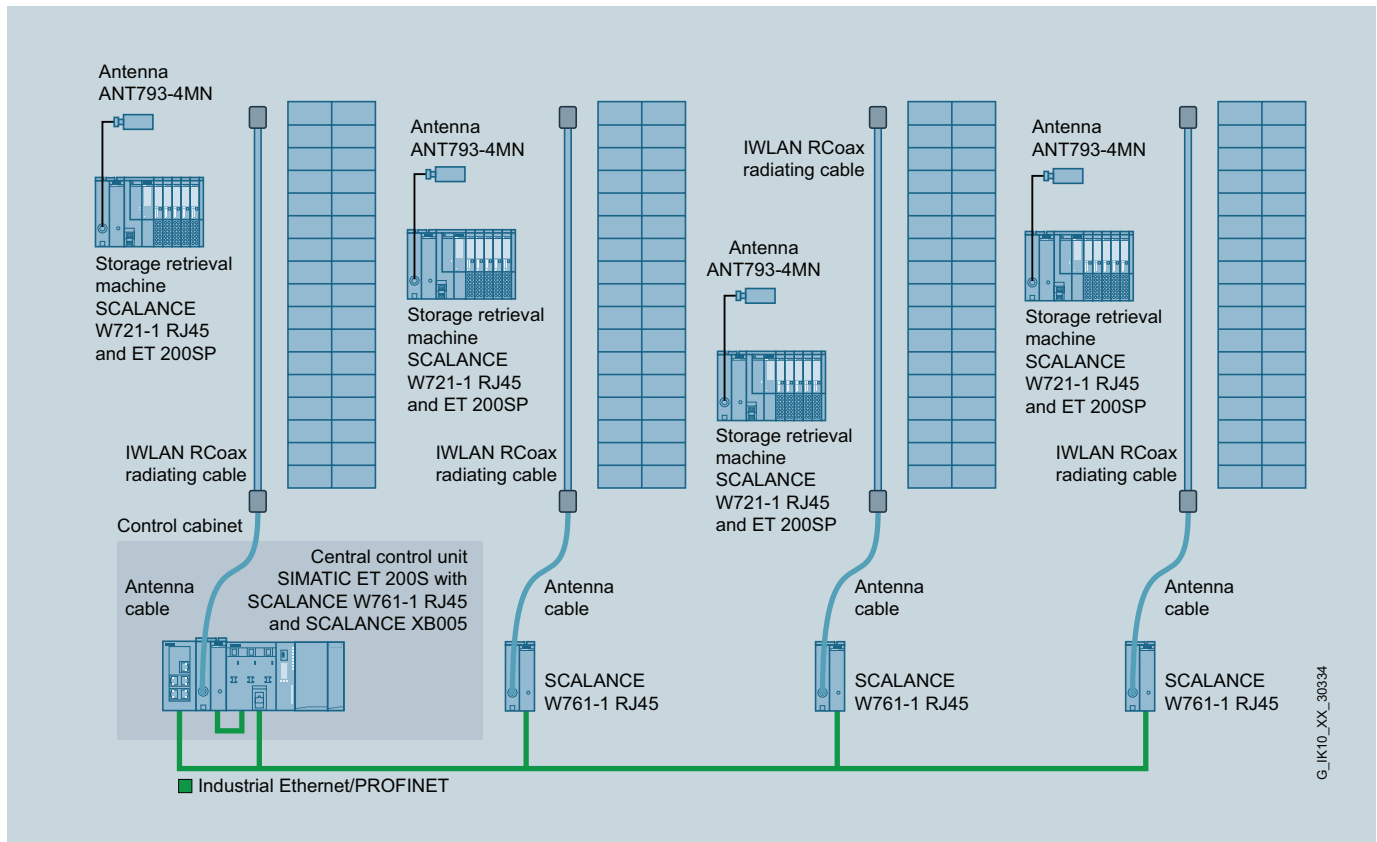 Antenna
ANT793-4MN
Storage retrieval
machine
SCALANCE
W721-1 RJ45
and ET 200SP
IWLAN RCoax
radiating cable
Antenna
ANT793-4MN
Storage retrieval
machine
SCALANCE
W721-1 RJ45
and ET 200SP
IWLAN RCoax
radiating cable
IWLAN RCoax
radiating cable
Antenna
ANT793-4MN
Storage retrieval
machine
SCALANCE
W721-1 RJ45
and ET 200SP
Antenna
ANT793-4MN
Storage retrieval
machine
SCALANCE
W721-1 RJ45
and ET 200SP
IWLAN RCoax
radiating cable
Control cabinet
Central control unit
SIMATIC ET 200S with
SCALANCE W761-1 RJ45
and SCALANCE XB005
Antenna
cable
Antenna
cable
SCALANCE
W761-1 RJ45
Antenna
cable
SCALANCE
W761-1 RJ45
Antenna
cable
SCALANCE
W761-1 RJ45
Industrial Ethernet/PROFINET
G_IK10_XX_30334